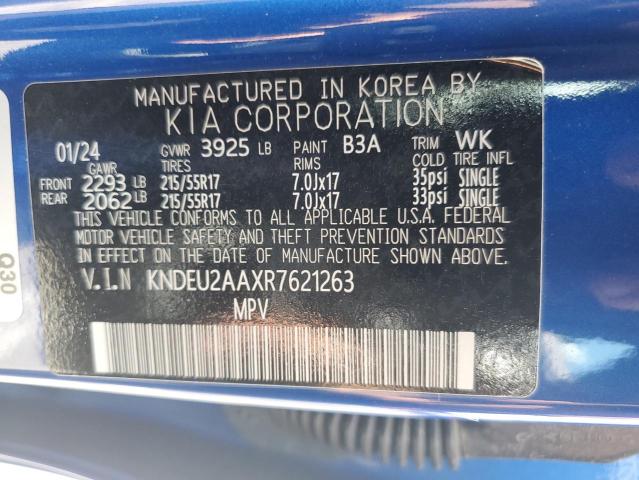 MANUFACTURED IN KOREA BY
KIA CORPORATION
01/24 GVWR 3925 LB PAINT B3A TRIM WK
GAWR TIRES RIMS COLD TIRE INFL
FRONT 2293 LB 215/55R17 7.0Jx17 35psi SINGLE
REAR 2062 LB 215/55R17 7.0Jx17 33psi SINGLE
THIS VEHICLE CONFORMS TO ALL APPLICABLE U.S.A. FEDERAL
MOTOR VEHICLE SAFETY AND THEFT PREVENTION STANDARDS
IN EFFECT ON THE DATE OF MANUFACTURE SHOWN ABOVE.
V.I.N KNDEU2AAXR7621263
MPV
Q30